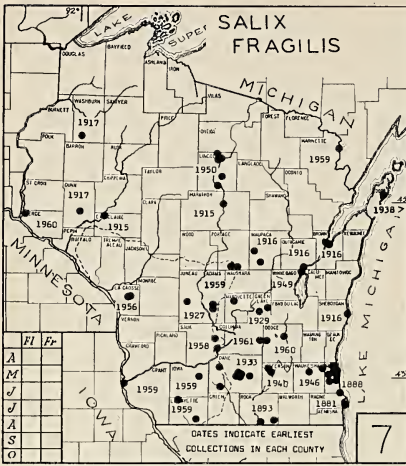 SALIX
FRAGILIS
92°
LAKE SUPER
DOUGLAS
BAYFIELD
ASHLAND
IRON
VILAS
MICHIGAN
BURNETT
WASHBURN
SAWYER
1917
PRICE
ONEIDA
FOREST
FLORENCE
MARINETTE
1959
POLK
BARRON
RUSK
LINCOLN
1950
LANGLADE
OCONTO
TAYLOR
CHIPPEWA
ST CROIX
DUNN
1917
CLARK
MARATHON
1915
SHAWANO
DOOR
1938
PIERCE
1960
PEPIN
EAU CLAIRE
1915
BUFFALO
JACKSON
WOOD
PORTAGE
WAUPACA
1916
OUTAGAMIE
1916
BROWN
KEWAUNEE
1916
MINNESOTA
MONROE
LA CROSSE
1956
JUNEAU
ADAMS
1959
WAUSHARA
WINNEBAGO
1949
CALUMET
MANITOWOC
VERNON
1927
MARQUETTE
GREEN
1929
FOND DU LAC
SHEBOYGAN
1916
LAKE MICHIGAN
CRAWFORD
RICHLAND
SAUK
1958
COLUMBIA
1961
DODGE
1960
GRANT
1959
IOWA
1959
DANE
1933
1940
WAUKESHA
1946
1888
1959
GREEN
ROCK
1893
WALWORTH
RACINE
1881
KENOSHA
IOWA
Fl Fr
A
M
J
J
A
S
O
DATES INDICATE EARLIEST
COLLECTIONS IN EACH COUNTY
7